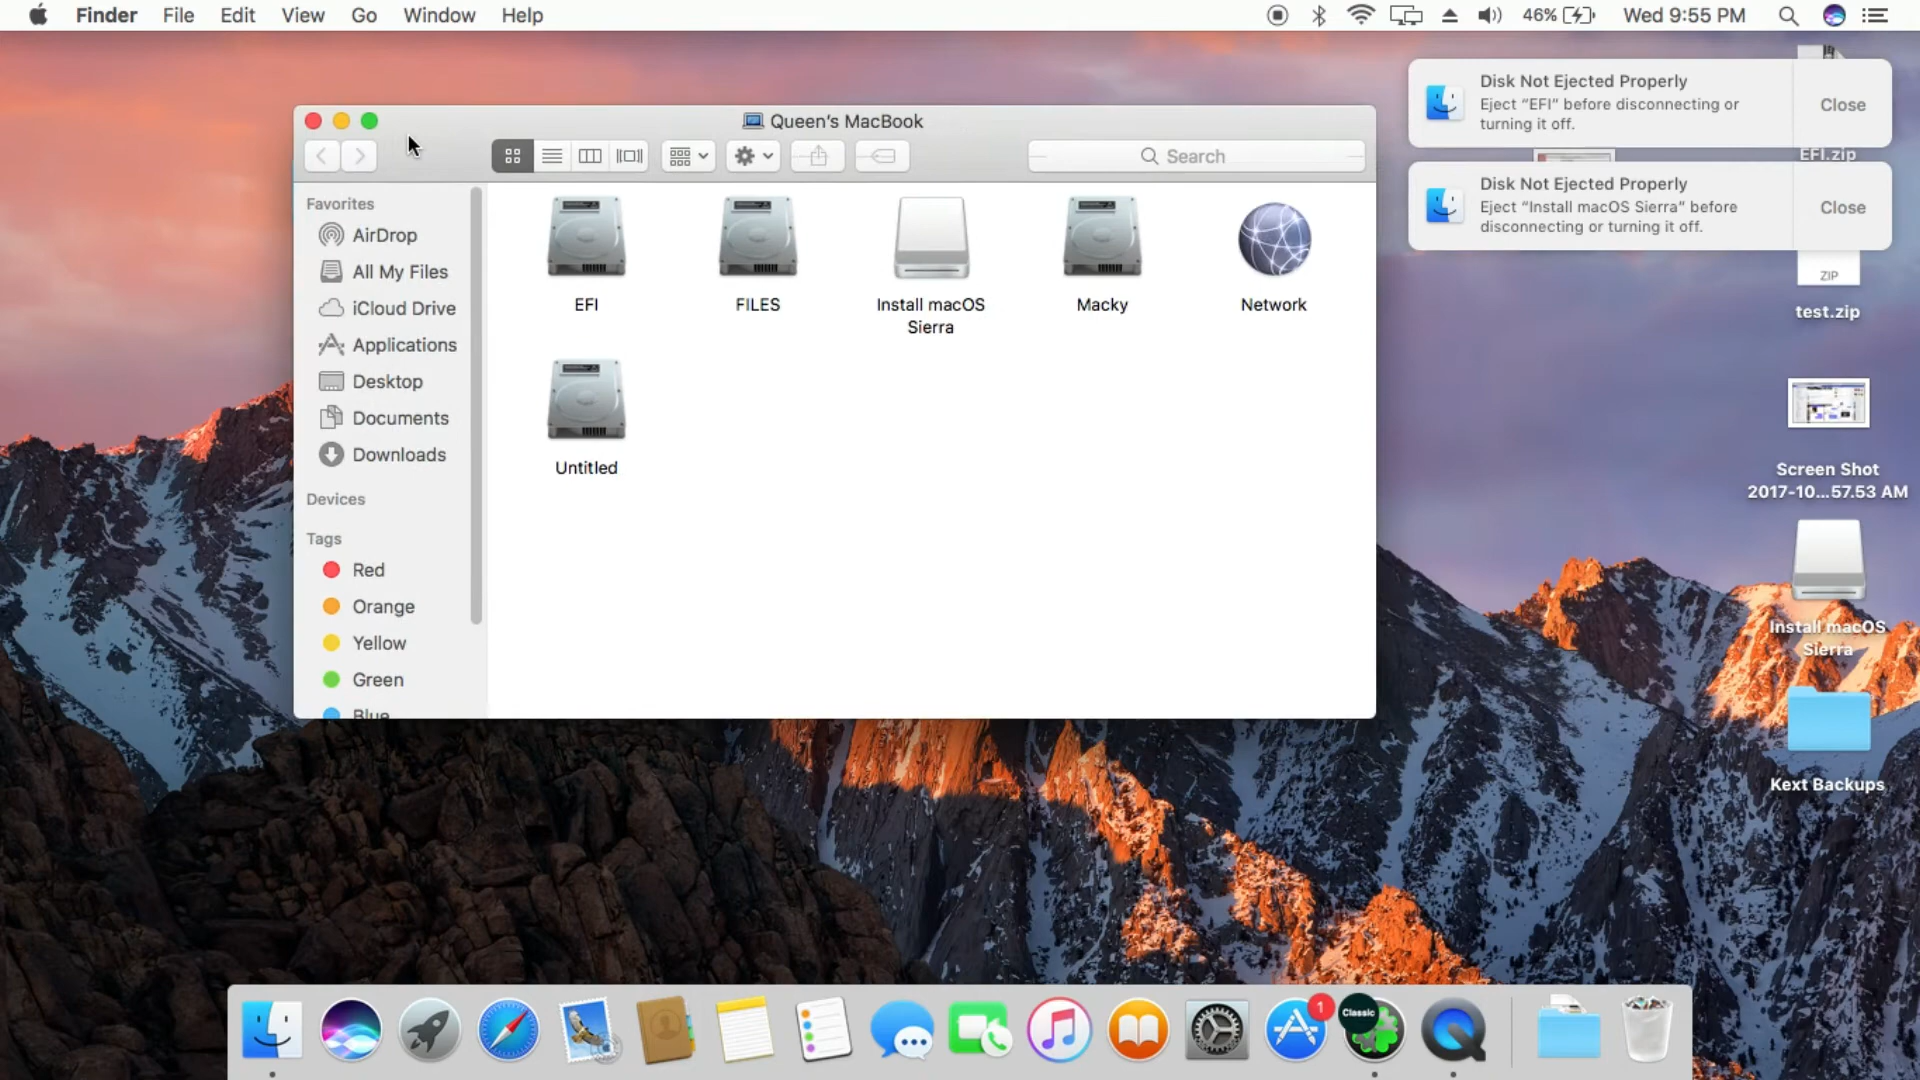 Finder File Edit View Go Window Help 46% Wed 9:55 PM
Queen's MacBook
Search
Favorites
AirDrop
All My Files
iCloud Drive
Applications
Desktop
Documents
Downloads
Devices
Tags
Red
Orange
Yellow
Green
Blue
EFI
FILES
Install macOS
Sierra
Macky
Network
Untitled
Disk Not Ejected Properly
Eject “EFI” before disconnecting or
turning it off.
Close
EFI.zip
Disk Not Ejected Properly
Eject “Install macOS Sierra” before
disconnecting or turning it off.
Close
ZIP
test.zip
Screen Shot
2017-10...57.53 AM
Install macOS
Sierra
Kext Backups
1
Classic